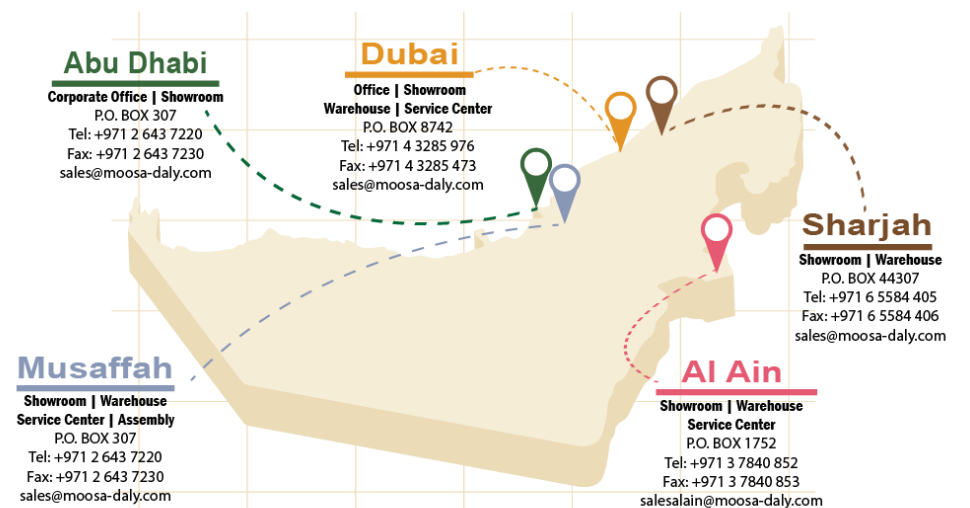 Abu Dhabi
Corporate Office | Showroom
P.O. BOX 307
Tel: +971 2 643 7220
Fax: +971 2 643 7230
sales@moosa-daly.com
Dubai
Office | Showroom
Warehouse | Service Center
P.O. BOX 8742
Tel: +971 4 3285 976
Fax: +971 4 3285 473
sales@moosa-daly.com
Sharjah
Showroom | Warehouse
P.O. BOX 44307
Tel: +971 6 5584 405
Fax: +971 6 5584 406
sales@moosa-daly.com
Musaffah
Showroom | Warehouse
Service Center | Assembly
P.O. BOX 307
Tel: +971 2 643 7220
Fax: +971 2 643 7230
sales@moosa-daly.com
Al Ain
Showroom | Warehouse
Service Center
P.O. BOX 1752
Tel: +971 3 7840 852
Fax: +971 3 7840 853
salesalain@moosa-daly.com